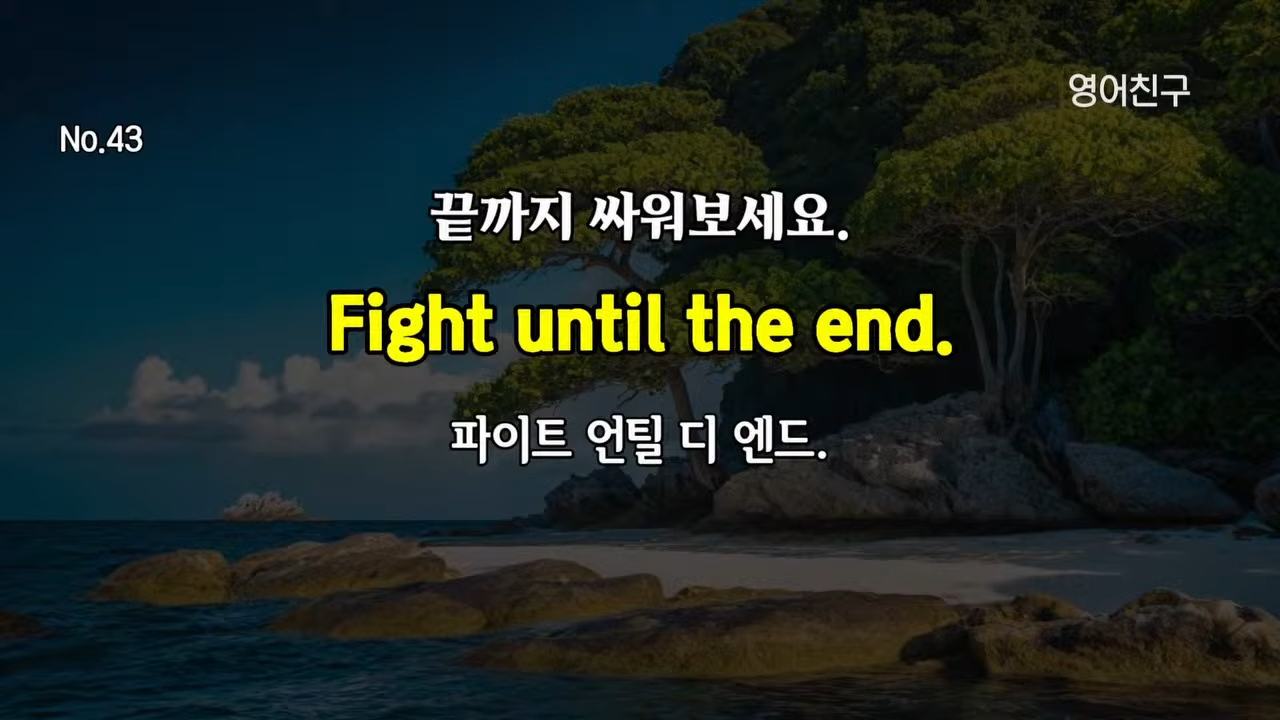 영어친구
No.43
끝까지 싸워보세요.
Fight until the end.
파이트 언틸 디 엔드.